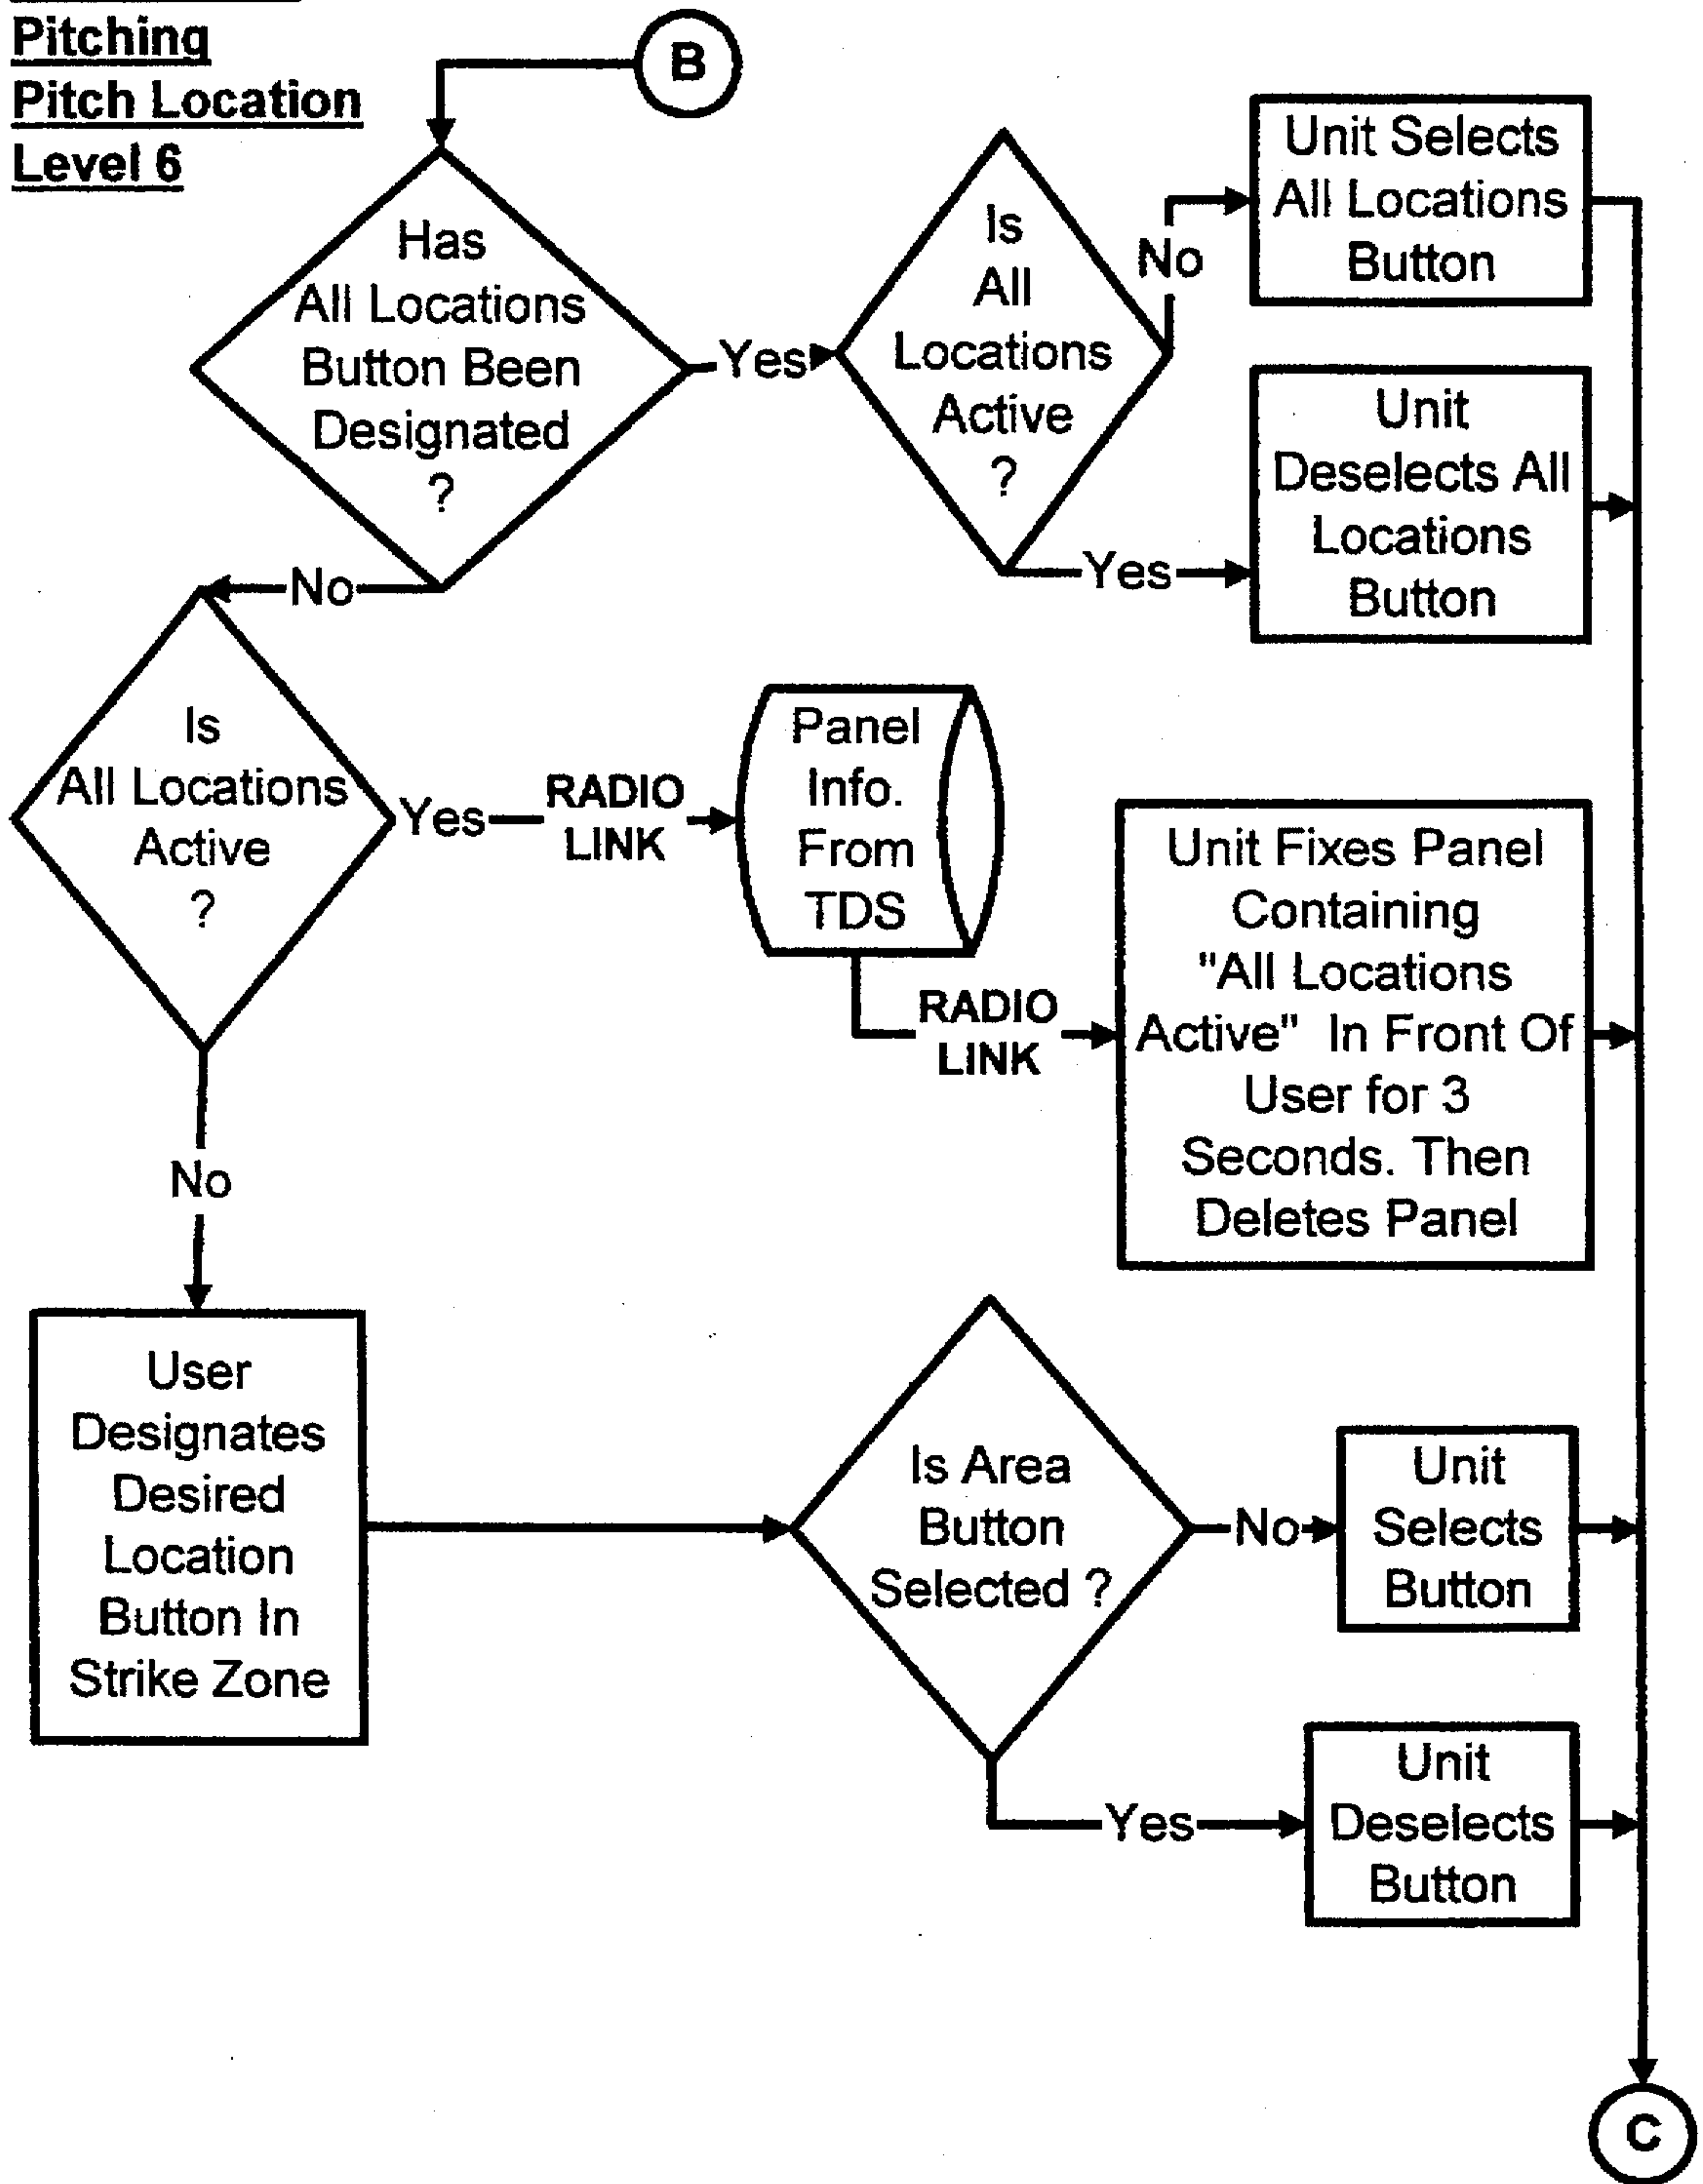 Pitching
Pitch Location
Level 6
B
Has
All Locations
Button Been
Designated
?
Yes
Is
All
Locations
Active
?
No
Unit Selects
All Locations
Button
Yes
Unit
Deselects All
Locations
Button
No
Is
All Locations
Active
?
Yes
RADIO
LINK
Panel
Info.
From
TDS
RADIO
LINK
Unit Fixes Panel
Containing
"All Locations
Active" In Front Of
User for 3
Seconds. Then
Deletes Panel
No
User
Designates
Desired
Location
Button In
Strike Zone
Is Area
Button
Selected ?
No
Unit
Selects
Button
Yes
Unit
Deselects
Button
C